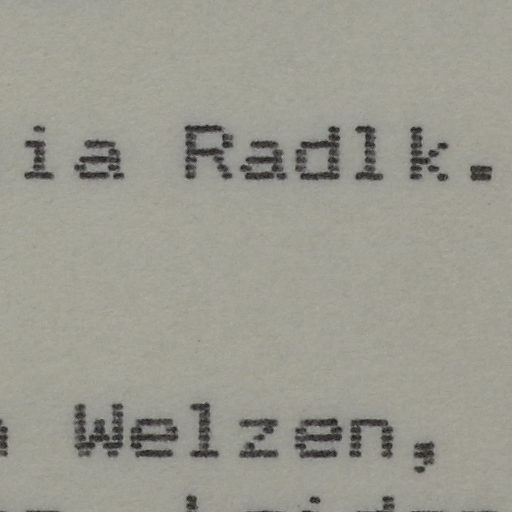 ia Radlk.
Welzen,